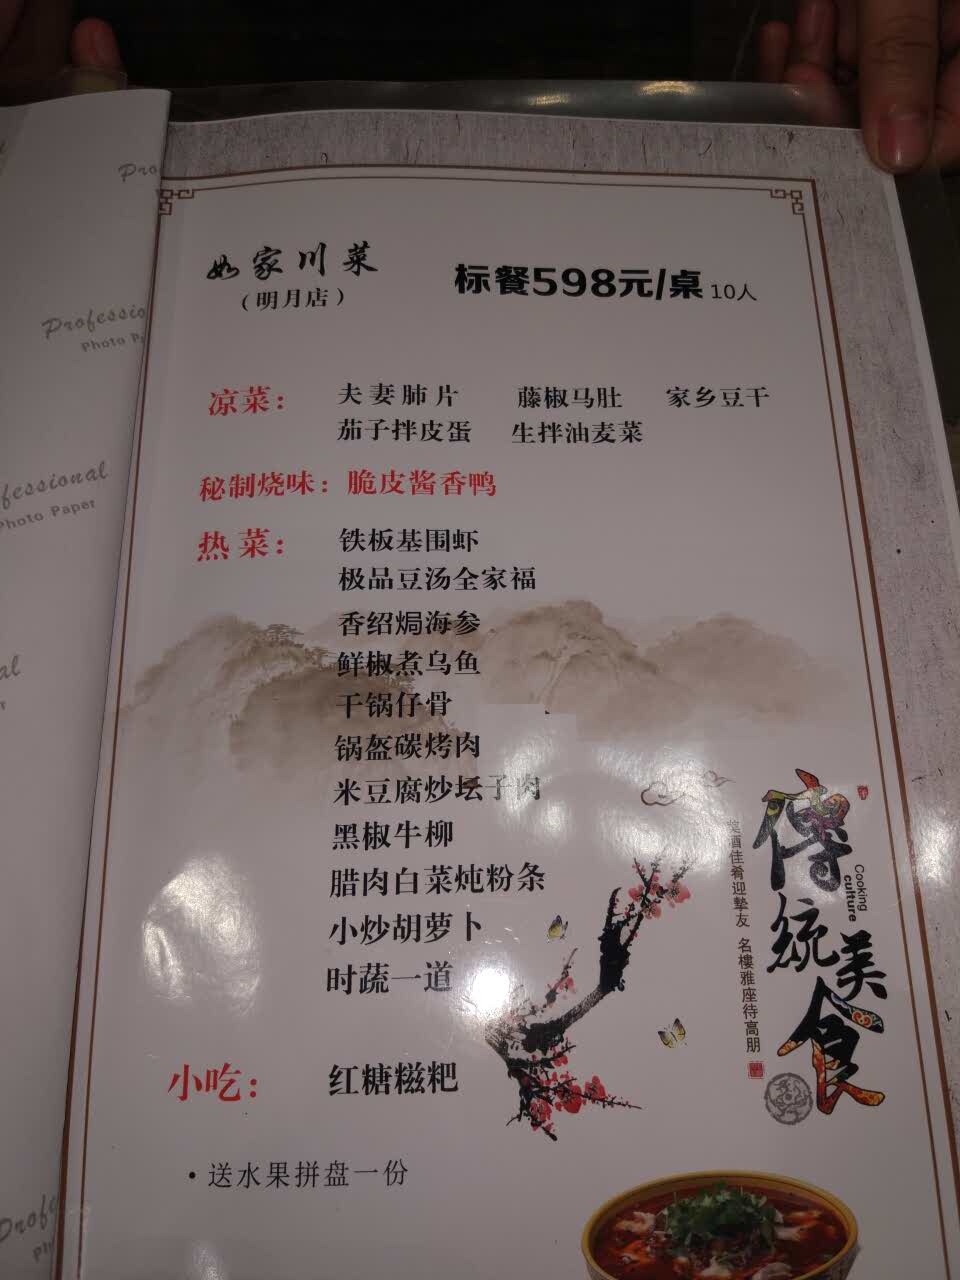 如家川菜
（明月店）
标餐598元/桌 10人
凉菜： 夫妻肺片 藤椒马肚 家乡豆干
茄子拌皮蛋 生拌油麦菜
秘制烧味：脆皮酱香鸭
热菜： 铁板基围虾
极品豆汤全家福
香绍焗海参
鲜椒煮乌鱼
干锅仔骨
锅盔碳烤肉
米豆腐炒坛子肉
黑椒牛柳
腊肉白菜炖粉条
小炒胡萝卜
时蔬一道
小吃： 红糖糍粑
·送水果拼盘一份
傳統美食
Cooking
culture
美酒佳肴迎摯友 名樓雅座待高朋
Professional
Photo Paper
Professional
Photo Paper